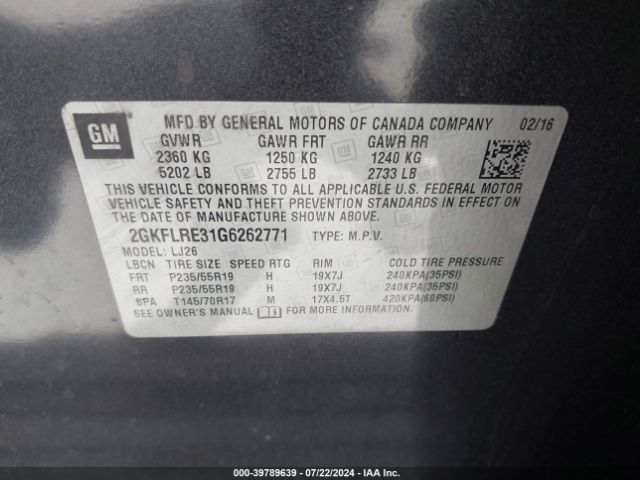 GM
MFD BY GENERAL MOTORS OF CANADA COMPANY 02/16
GVWR GAWR FRT GAWR RR
2360 KG 1250 KG 1240 KG
5202 LB 2755 LB 2733 LB
THIS VEHICLE CONFORMS TO ALL APPLICABLE U.S. FEDERAL MOTOR
VEHICLE SAFETY AND THEFT PREVENTION STANDARDS IN EFFECT ON THE
DATE OF MANUFACTURE SHOWN ABOVE.
2GKFLRE31G6262771 TYPE: M.P.V.
MODEL: LJ26
LBCN TIRE SIZE SPEED RTG RIM COLD TIRE PRESSURE
FRT P235/55R19 H 19X7J 240KPA(35PSI)
RR P235/55R19 H 19X7J 240KPA(35PSI)
SPA T145/70R17 M 17X4.5T 420KPA(60PSI)
SEE OWNER'S MANUAL FOR MORE INFORMATION
© COPY - 39789639 - 07/22/2024 - IAA Inc.